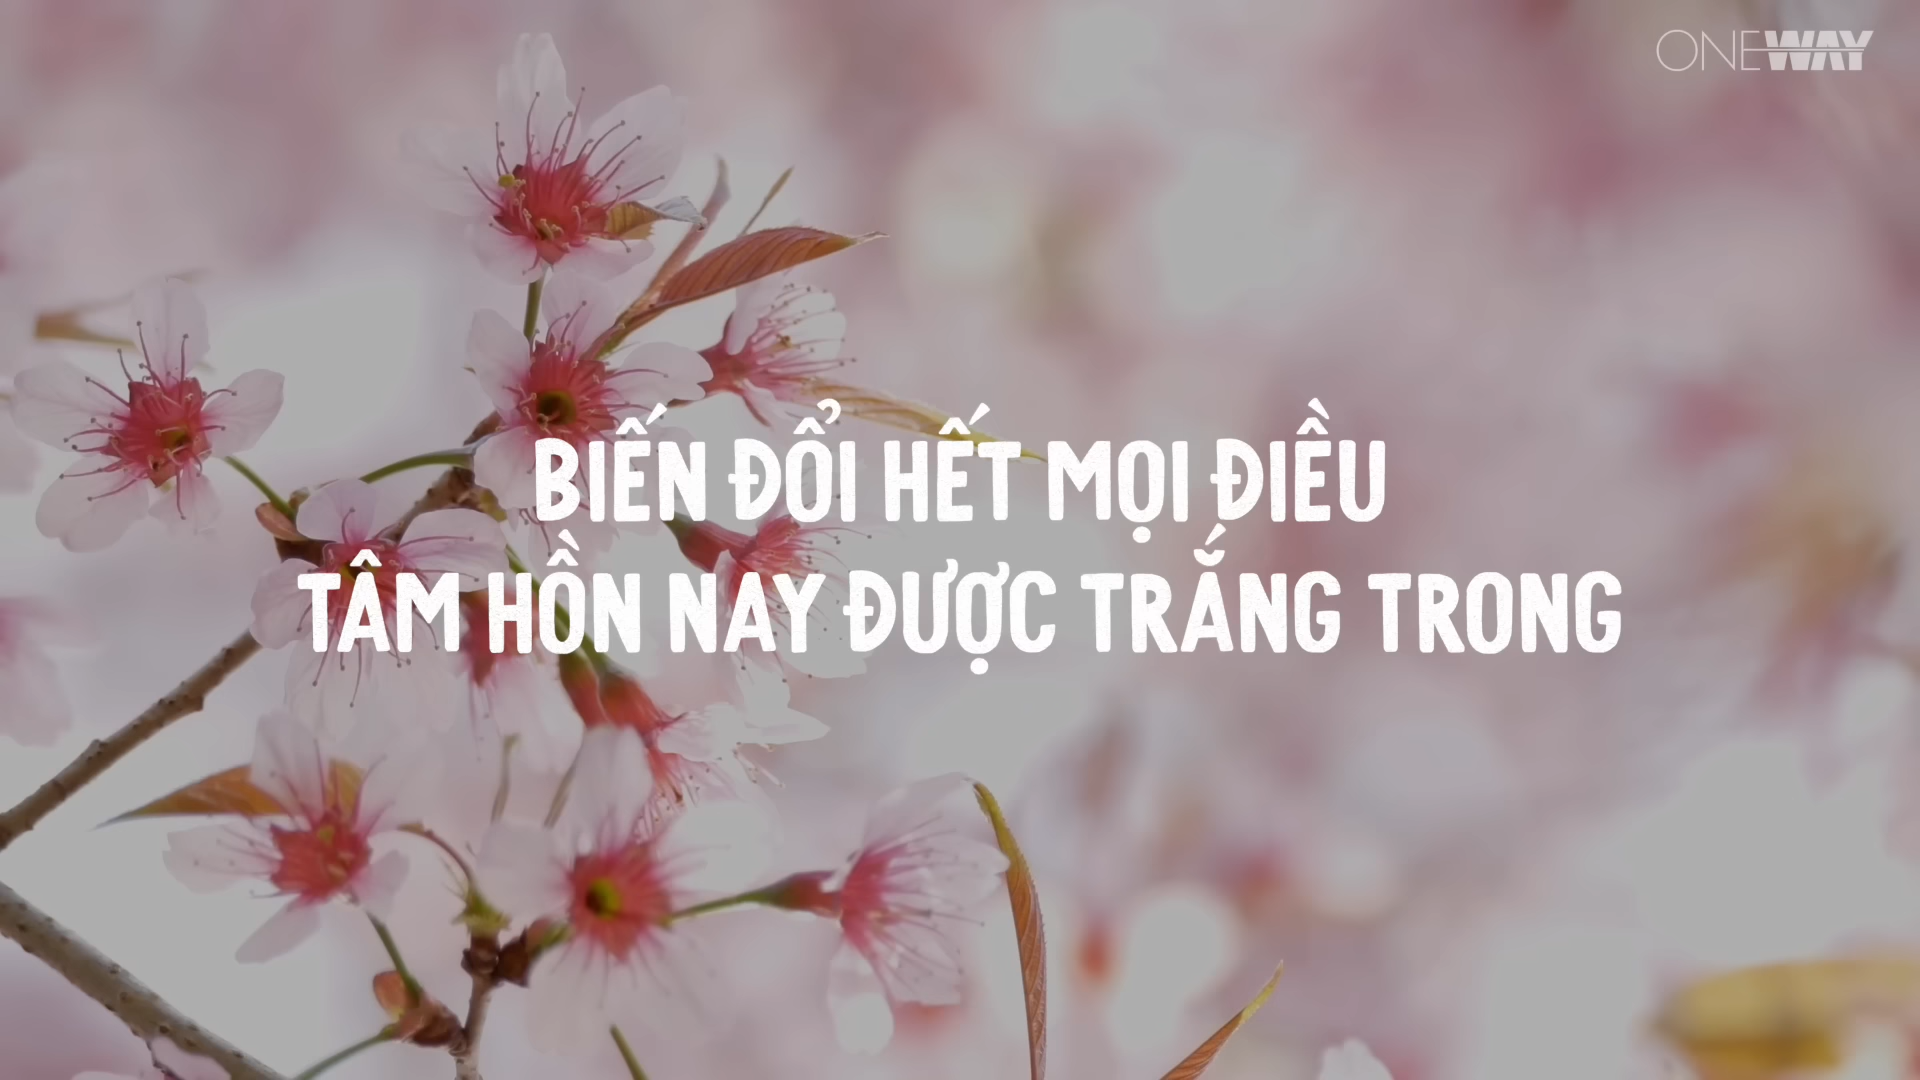 ONEWAY
BIẾN ĐỔI HẾT MỌI ĐIỀU
TÂM HỒN NAY ĐƯỢC TRẮNG TRONG